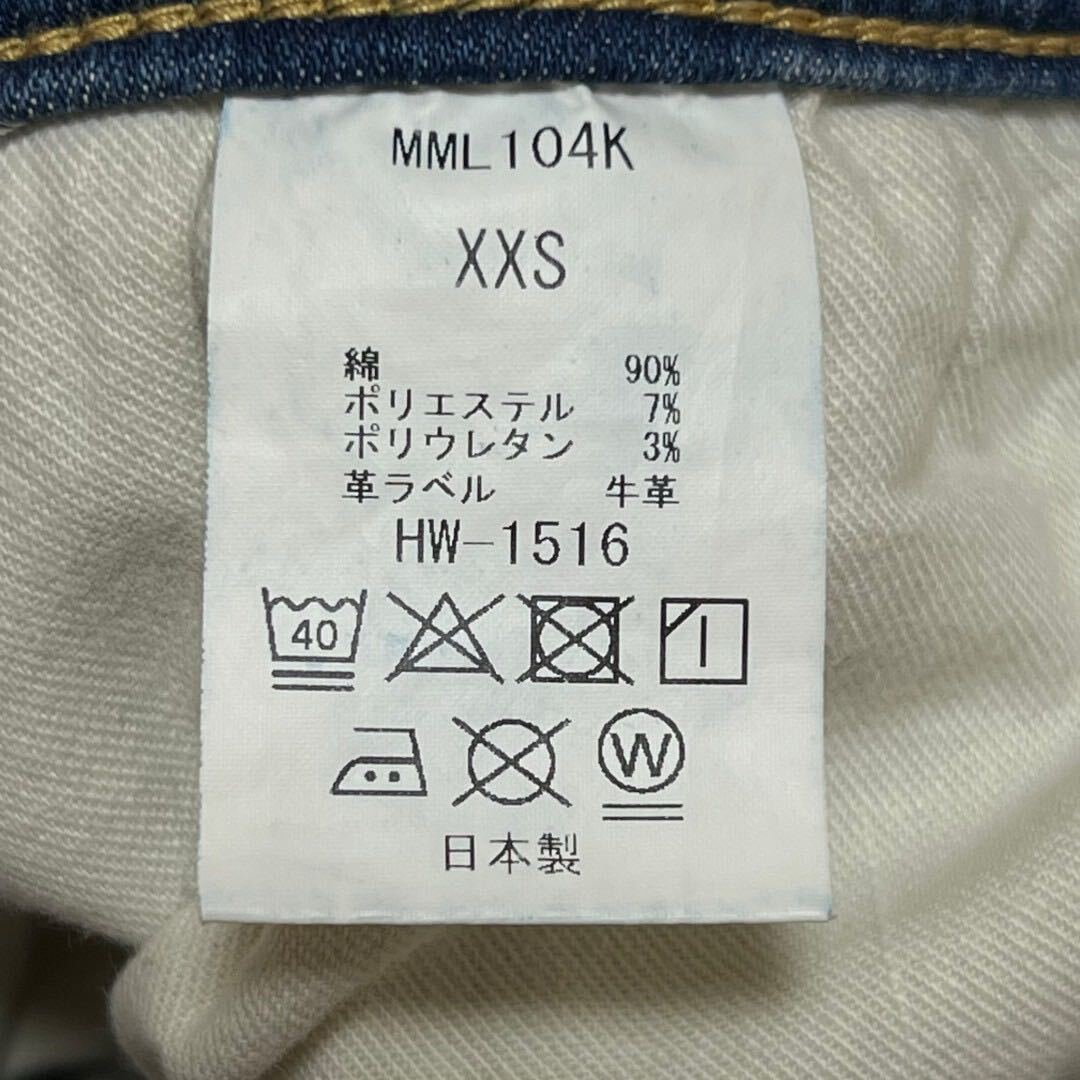 MML104K
XXS
綿 90%
ポリエステル 7%
ポリウレタン 3%
革ラベル 牛革
HW-1516
40
W
日本製